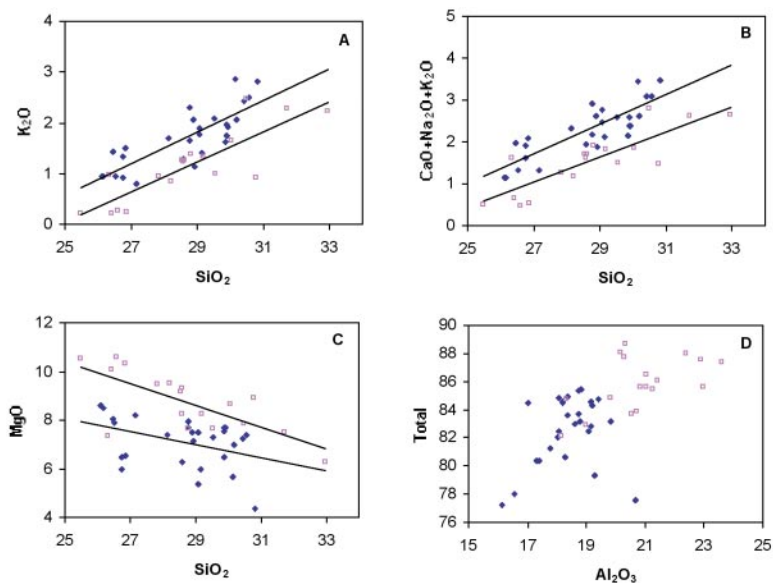 A
K₂O
4
3
2
1
0
25 27 29 31 33
SiO₂
B
CaO+Na₂O+K₂O
5
4
3
2
1
0
25 27 29 31 33
SiO₂
C
MgO
12
10
8
6
4
25 27 29 31 33
SiO₂
D
Total
90
88
86
84
82
80
78
76
15 17 19 21 23 25
Al₂O₃